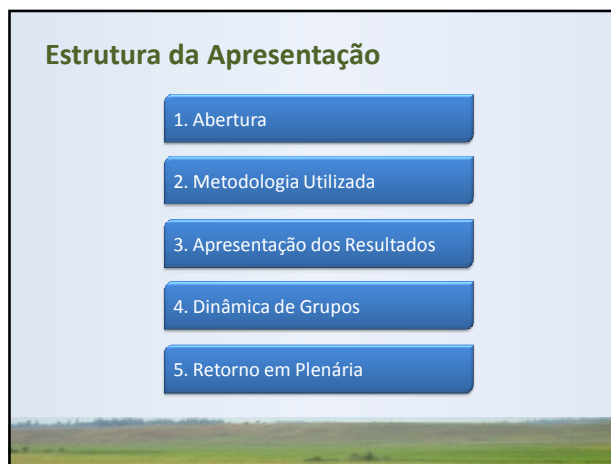 Estrutura da Apresentação
1. Abertura
2. Metodologia Utilizada
3. Apresentação dos Resultados
4. Dinâmica de Grupos
5. Retorno em Plenária